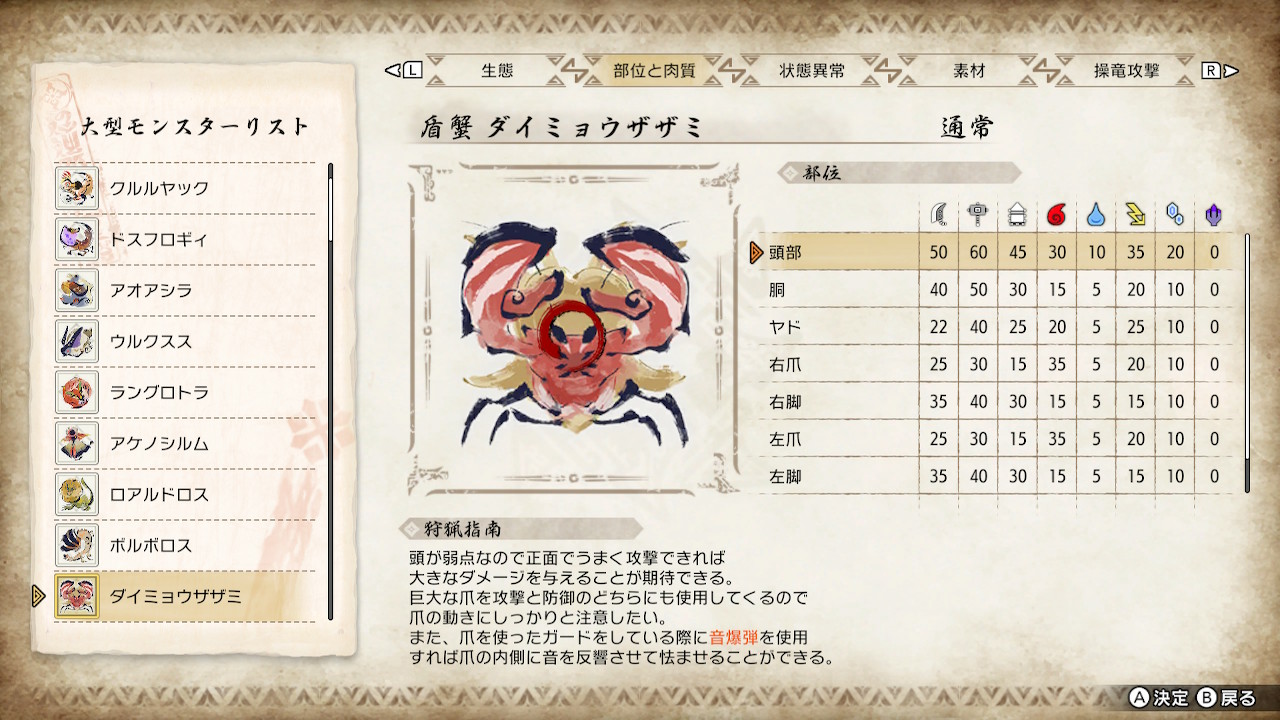 L
生態
部位と肉質
状態異常
素材
操竜攻撃
R
大型モンスターリスト
クルルヤック
ドスフロギィ
アオアシラ
ウルクスス
ラングロトラ
アケノシルム
ロアルドロス
ボルボロス
ダイミョウザザミ
盾蟹 ダイミョウザザミ
通常
部位
頭部 50 60 45 30 10 35 20 0
胴 40 50 30 15 5 20 10 0
ヤド 22 40 25 20 5 25 10 0
右爪 25 30 15 35 5 20 10 0
右脚 35 40 30 15 5 15 10 0
左爪 25 30 15 35 5 20 10 0
左脚 35 40 30 15 5 15 10 0
狩猟指南
頭が弱点なので正面でうまく攻撃できれば
大きなダメージを与えることが期待できる。
巨大な爪を攻撃と防御のどちらにも使用してくるので
爪の動きにしっかりと注意したい。
また、爪を使ったガードをしている際に音爆弾を使用
すれば爪の内側に音を反響させて怯ませることができる。
A 決定 B 戻る